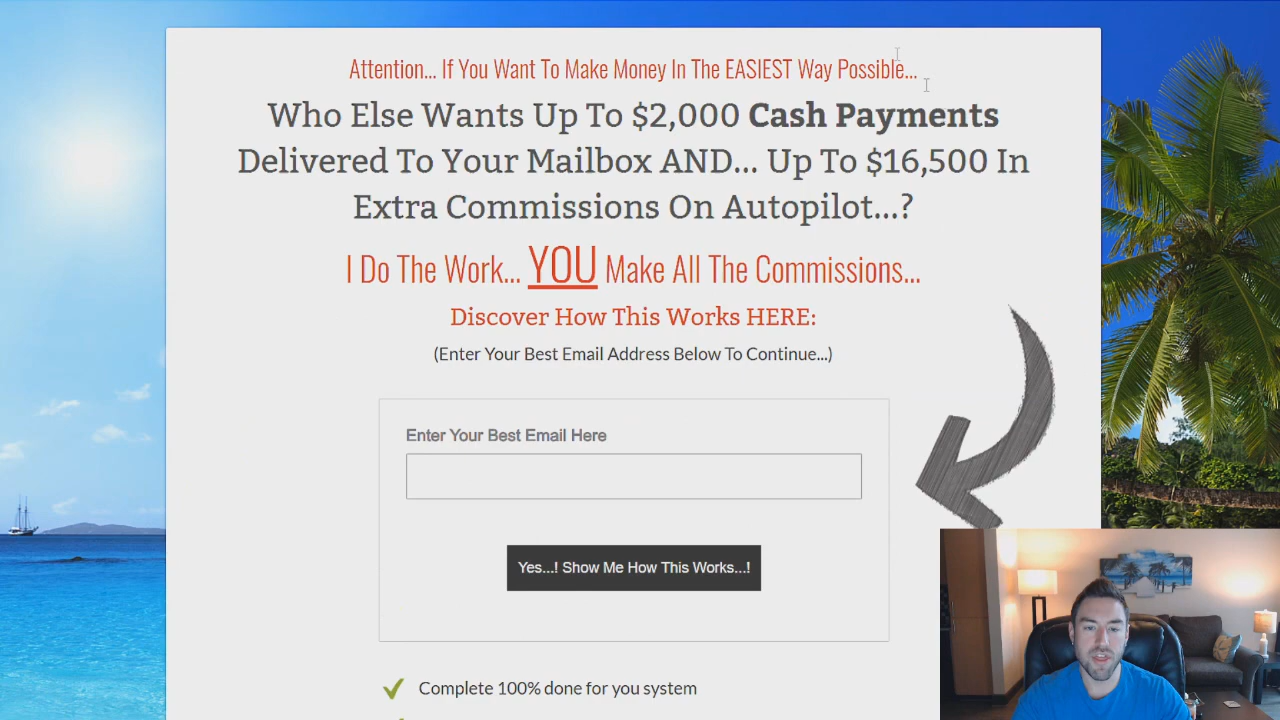 Attention... If You Want To Make Money In The EASIEST Way Possible...
Who Else Wants Up To $2,000 Cash Payments
Delivered To Your Mailbox AND... Up To $16,500 In
Extra Commissions On Autopilot...?
I Do The Work... YOU Make All The Commissions...
Discover How This Works HERE:
(Enter Your Best Email Address Below To Continue...)
Enter Your Best Email Here
Yes...! Show Me How This Works...!
Complete 100% done for you system